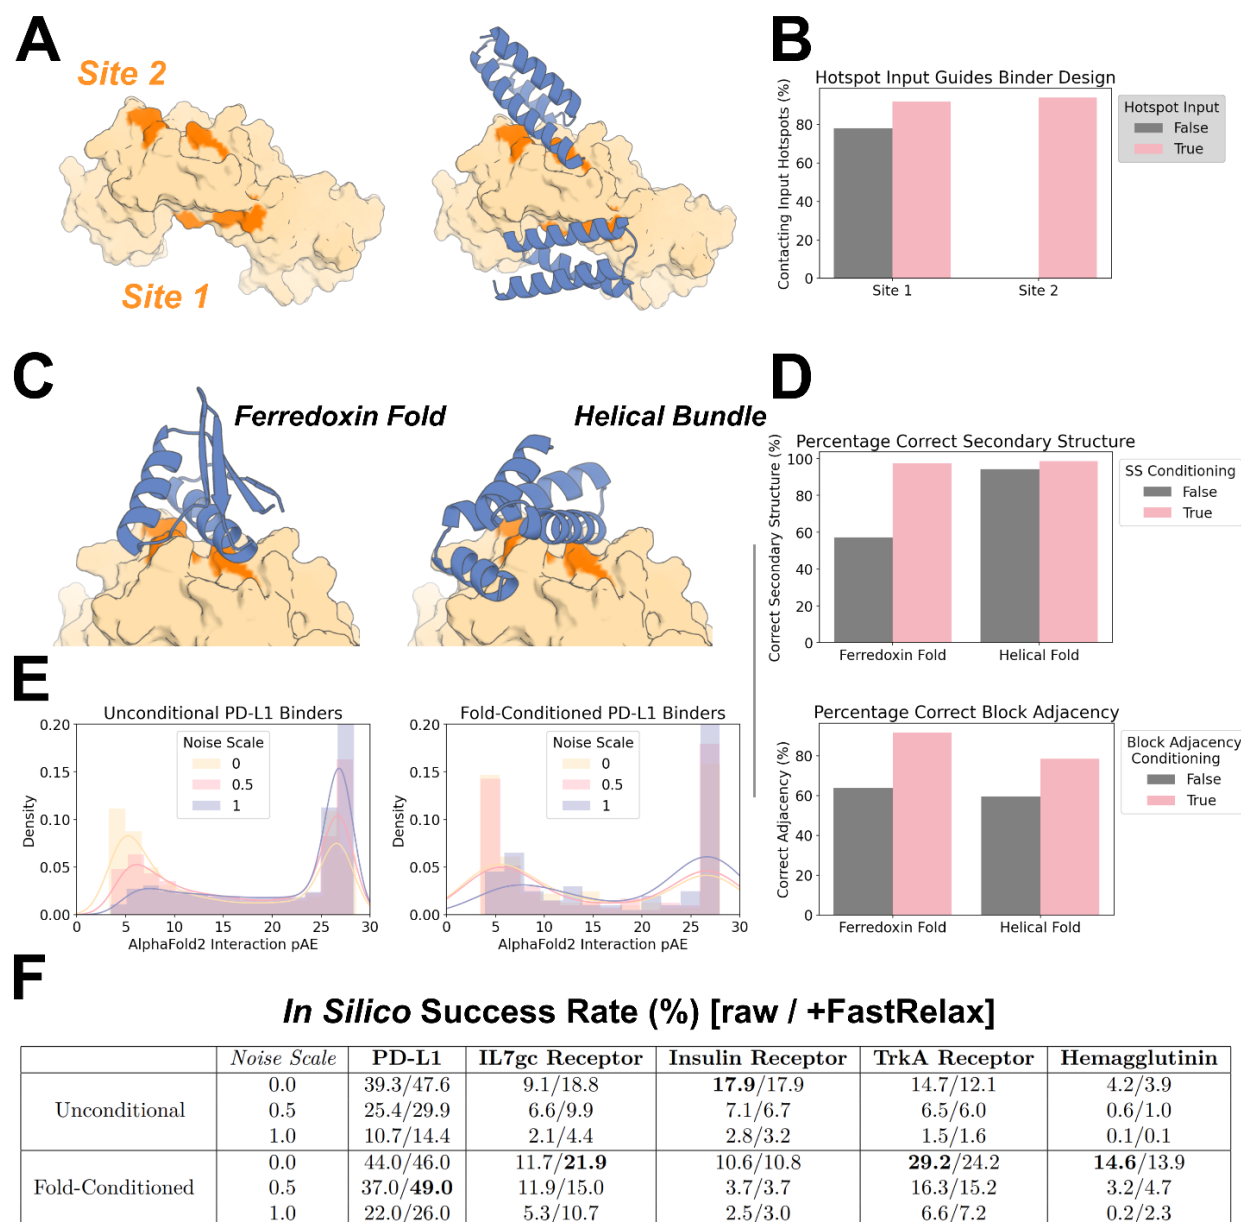 A
Site 2
Site 1
B
Hotspot Input Guides Binder Design
Contacting Input Hotspots (%)
80
60
40
20
0
Site 1 Site 2
Hotspot Input
False
True
C
Ferredoxin Fold
Helical Bundle
D
Percentage Correct Secondary Structure
Correct Secondary Structure (%)
100
80
60
40
20
0
Ferredoxin Fold Helical Fold
SS Conditioning
False
True
Percentage Correct Block Adjacency
Correct Adjacency (%)
80
60
40
20
0
Ferredoxin Fold Helical Fold
Block Adjacency
Conditioning
False
True
E
Unconditional PD-L1 Binders
Density
0.20
0.15
0.10
0.05
0.00
0 5 10 15 20 25 30
AlphaFold2 Interaction pAE
Noise Scale
0
0.5
1
Fold-Conditioned PD-L1 Binders
Density
0.20
0.15
0.10
0.05
0.00
0 5 10 15 20 25 30
AlphaFold2 Interaction pAE
Noise Scale
0
0.5
1
F
In Silico Success Rate (%) [raw / +FastRelax]
Noise Scale PD-L1 IL7gc Receptor Insulin Receptor TrkA Receptor Hemagglutinin
0.0 39.3/47.6 9.1/18.8 17.9/17.9 14.7/12.1 4.2/3.9
Unconditional 0.5 25.4/29.9 6.6/9.9 7.1/6.7 6.5/6.0 0.6/1.0
1.0 10.7/14.4 2.1/4.4 2.8/3.2 1.5/1.6 0.1/0.1
0.0 44.0/46.0 11.7/21.9 10.6/10.8 29.2/24.2 14.6/13.9
Fold-Conditioned 0.5 37.0/49.0 11.9/15.0 3.7/3.7 16.3/15.2 3.2/4.7
1.0 22.0/26.0 5.3/10.7 2.5/3.0 6.6/7.2 0.2/2.3